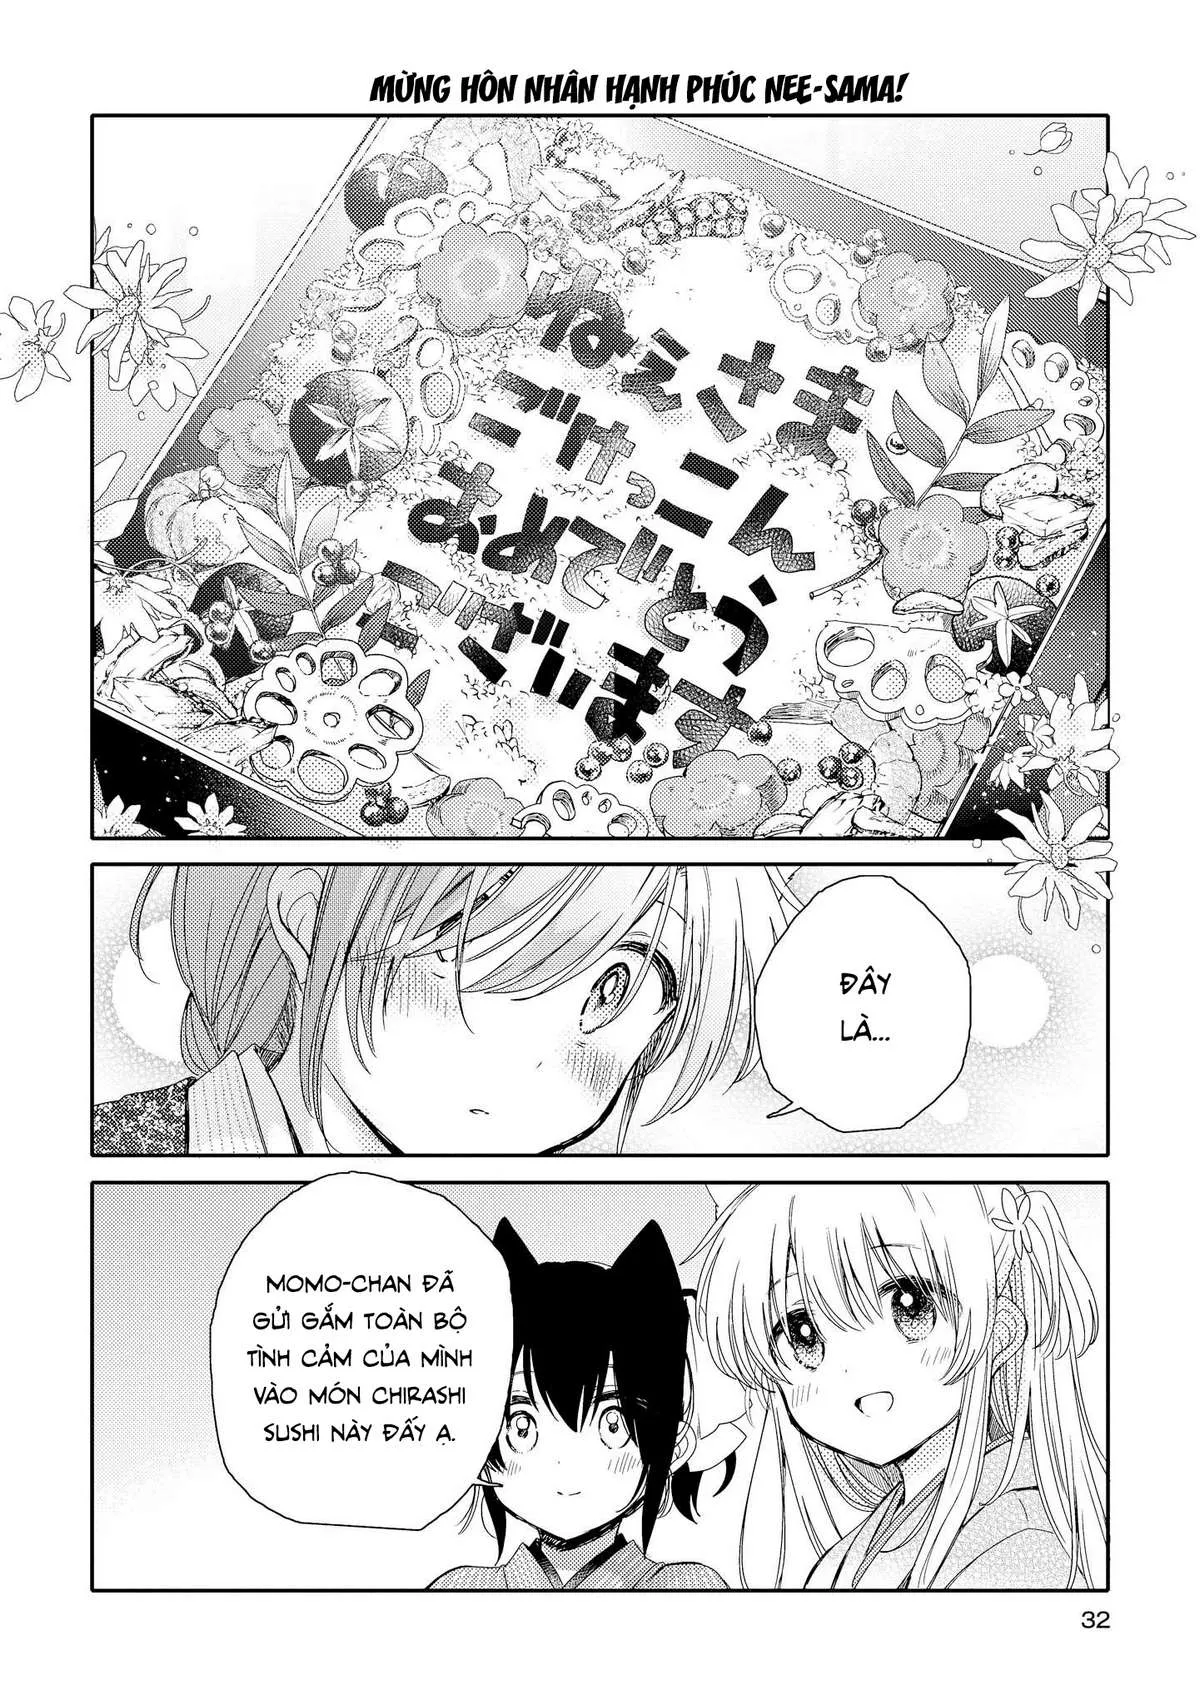 MỪNG HÔN NHÂN HẠNH PHÚC NEE-SAMA!
ねえさま
ごけっこん
おめでとう
ございます
ĐÂY
LÀ...
MOMO-CHAN ĐÃ
GỬI GẮM TOÀN BỘ
TÌNH CẢM CỦA MÌNH
VÀO MÓN CHIRASHI
SUSHI NÀY ĐẤY Ạ.
32